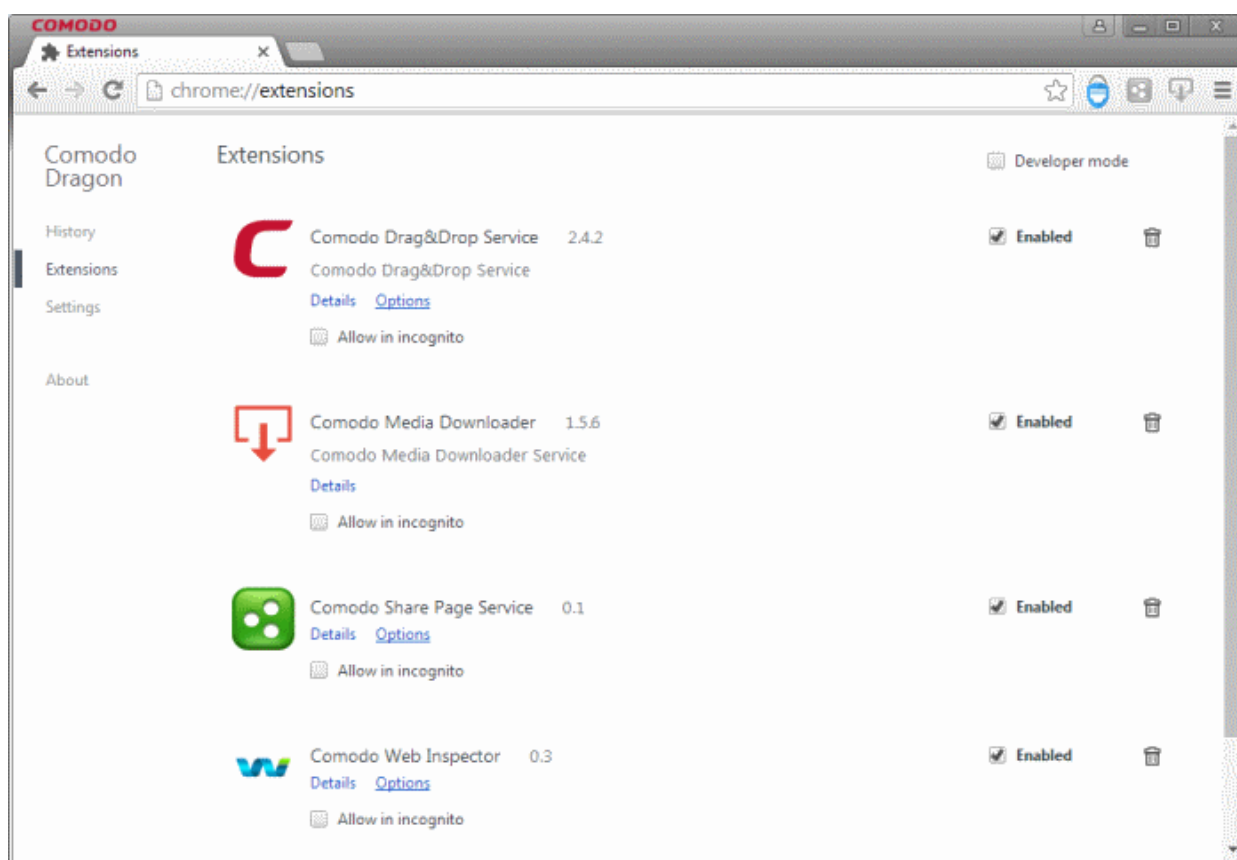 COMODO
Extensions
chrome://extensions
Comodo
Dragon
History
Extensions
Settings
About
Extensions
Developer mode
Comodo Drag&Drop Service 2.4.2
Enabled
Comodo Drag&Drop Service
Details Options
Allow in incognito
Comodo Media Downloader 1.5.6
Enabled
Comodo Media Downloader Service
Details
Allow in incognito
Comodo Share Page Service 0.1
Enabled
Details Options
Allow in incognito
Comodo Web Inspector 0.3
Enabled
Details Options
Allow in incognito